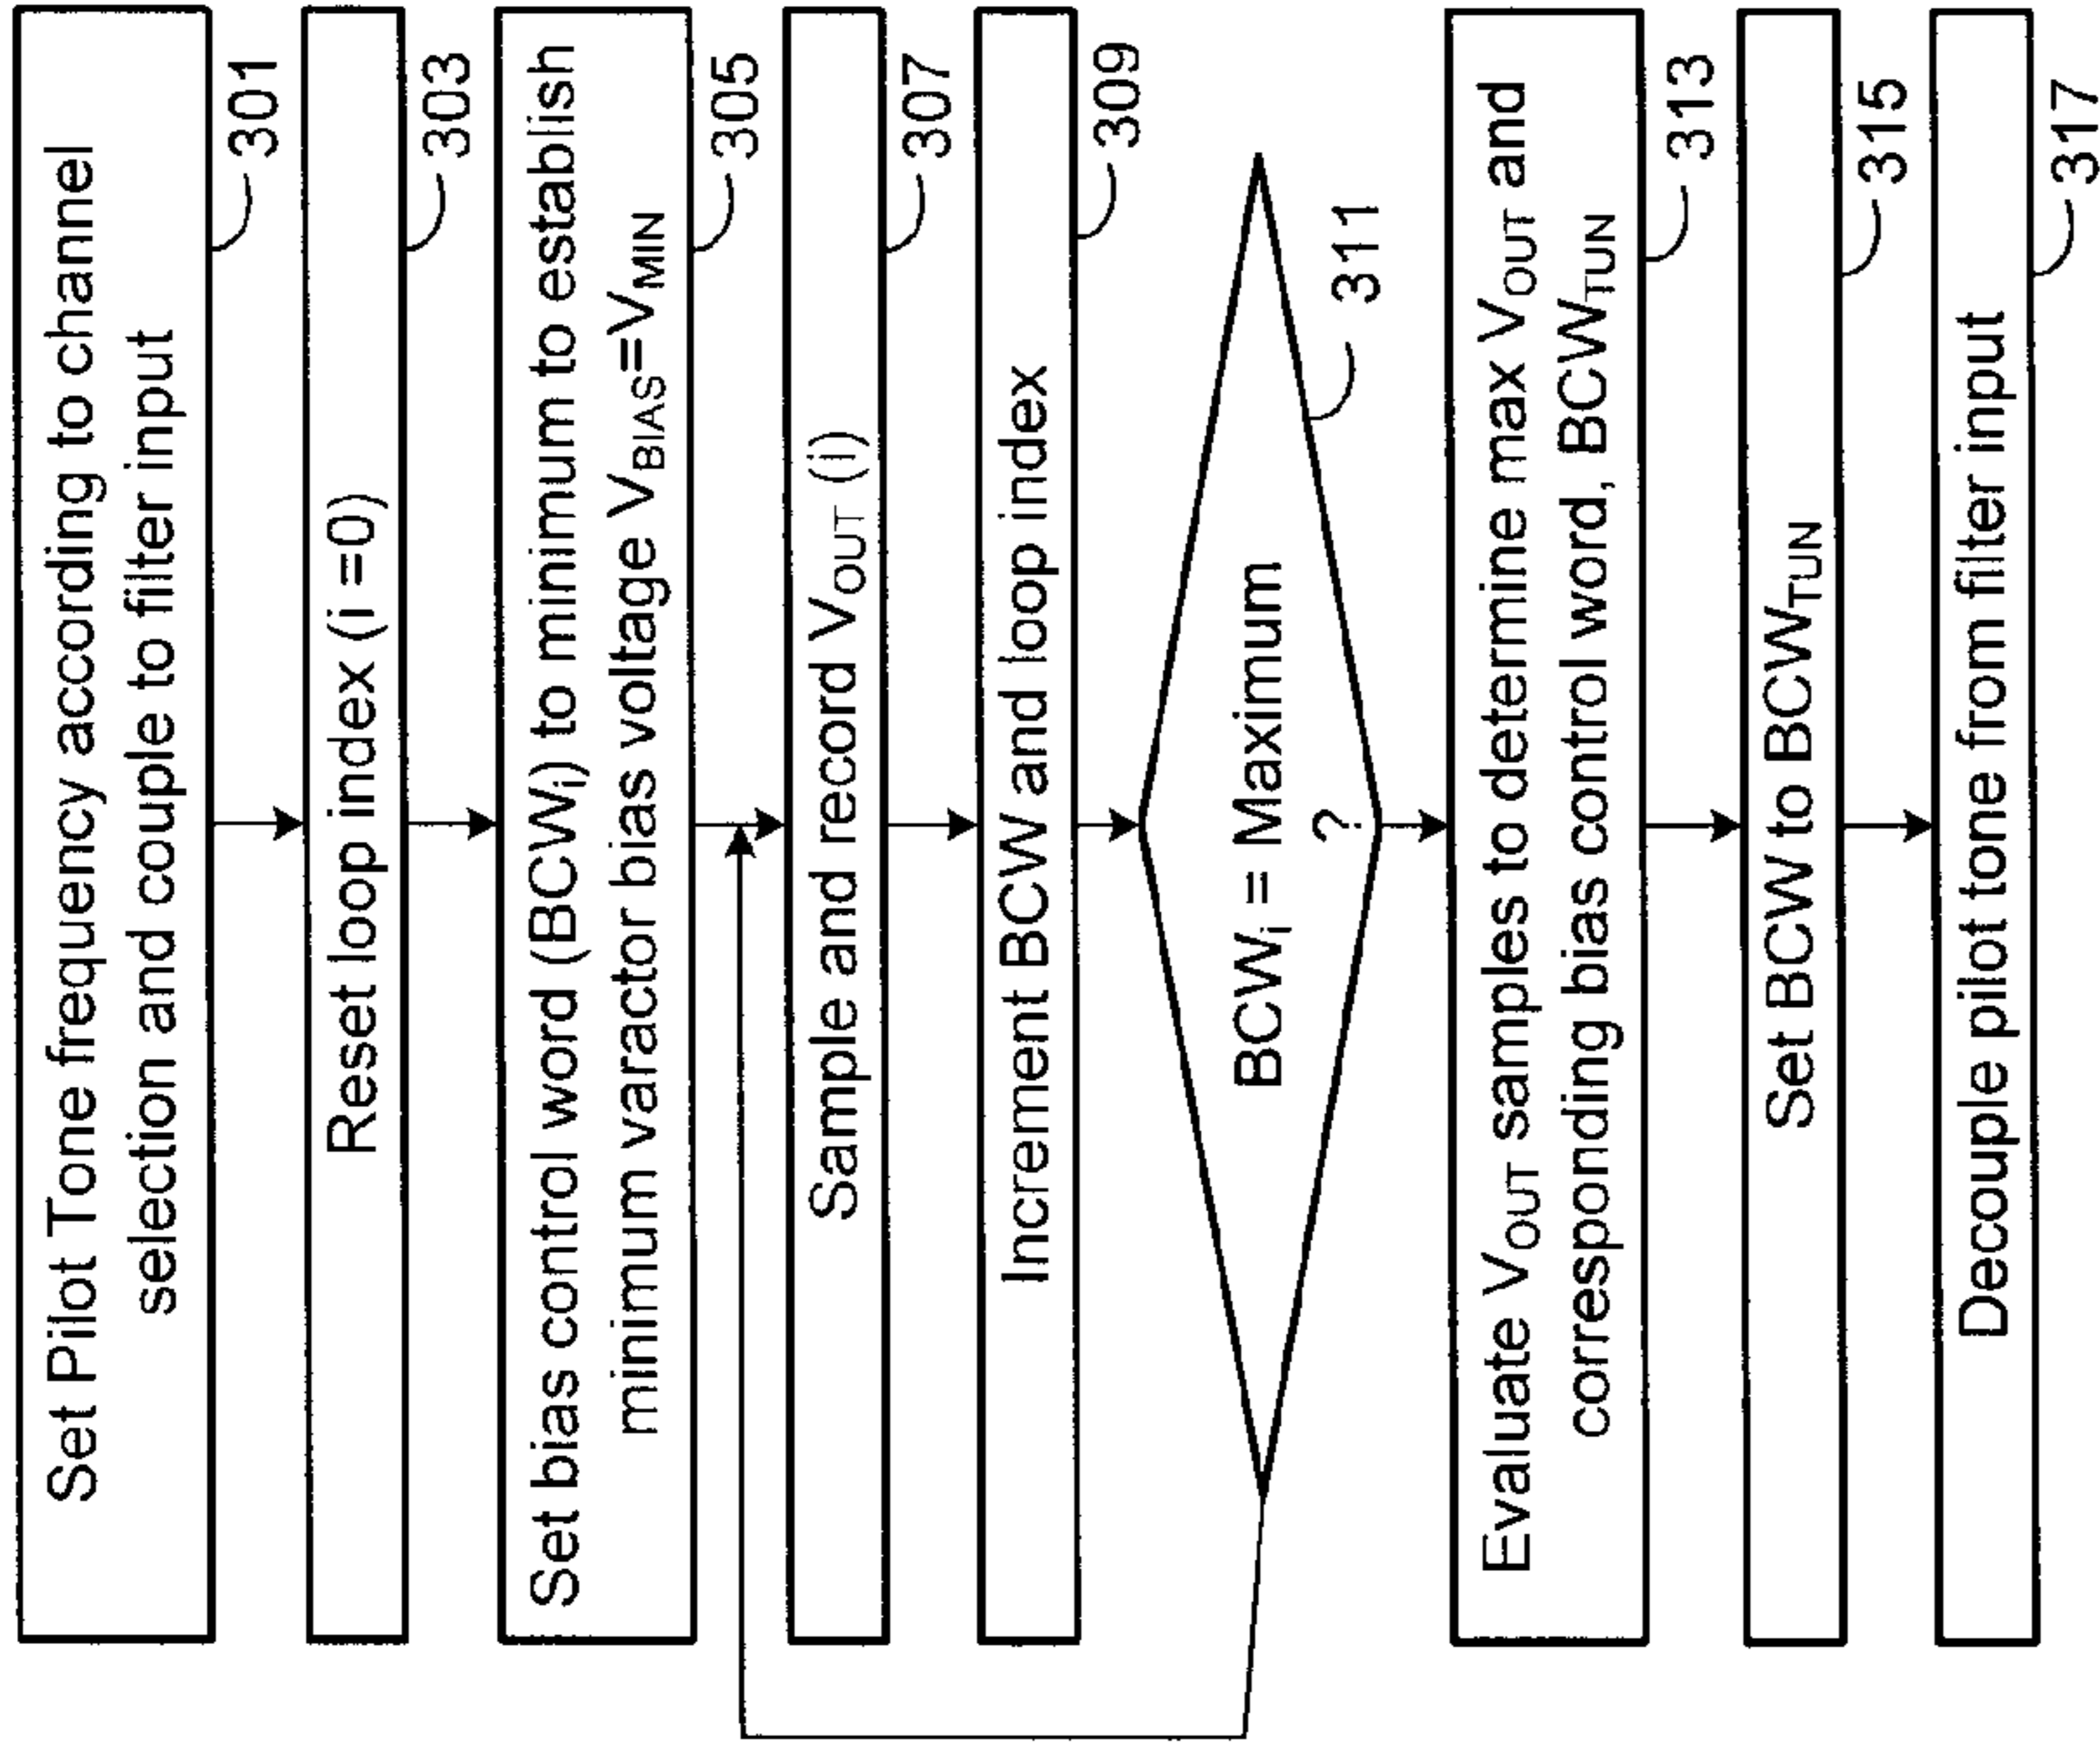 Set Pilot Tone frequency according to channel
selection and couple to filter input
301
Reset loop index (i =0)
303
Set bias control word (BCWi) to minimum to establish
minimum varactor bias voltage VBIAS=VMIN
305
Sample and record VOUT (i)
307
Increment BCW and loop index
309
BCWi = Maximum
?
311
Evaluate VOUT samples to determine max VOUT and
corresponding bias control word, BCWTUN
313
Set BCW to BCWTUN
315
Decouple pilot tone from filter input
317